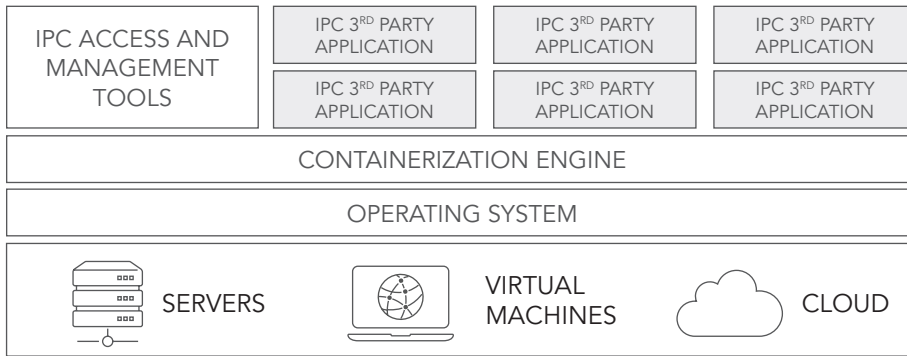 IPC ACCESS AND
MANAGEMENT
TOOLS
IPC 3RD PARTY
APPLICATION
IPC 3RD PARTY
APPLICATION
IPC 3RD PARTY
APPLICATION
IPC 3RD PARTY
APPLICATION
IPC 3RD PARTY
APPLICATION
IPC 3RD PARTY
APPLICATION
CONTAINERIZATION ENGINE
OPERATING SYSTEM
SERVERS
VIRTUAL
MACHINES
CLOUD